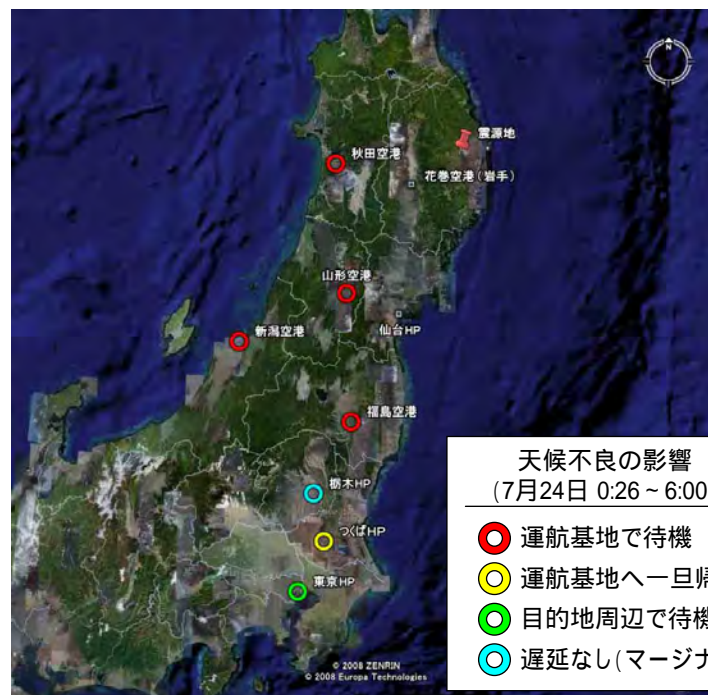 N
震源地
秋田空港
花巻空港(岩手)
山形空港
仙台HP
新潟空港
福島空港
栃木HP
つくばHP
東京HP
天候不良の影響
(7月24日 0:26 ~ 6:00
運航基地で待機
運航基地へ一旦帰
目的地周辺で待機
遅延なし(マージナ
© 2008 ZENRIN
© 2008 Europa Technologies